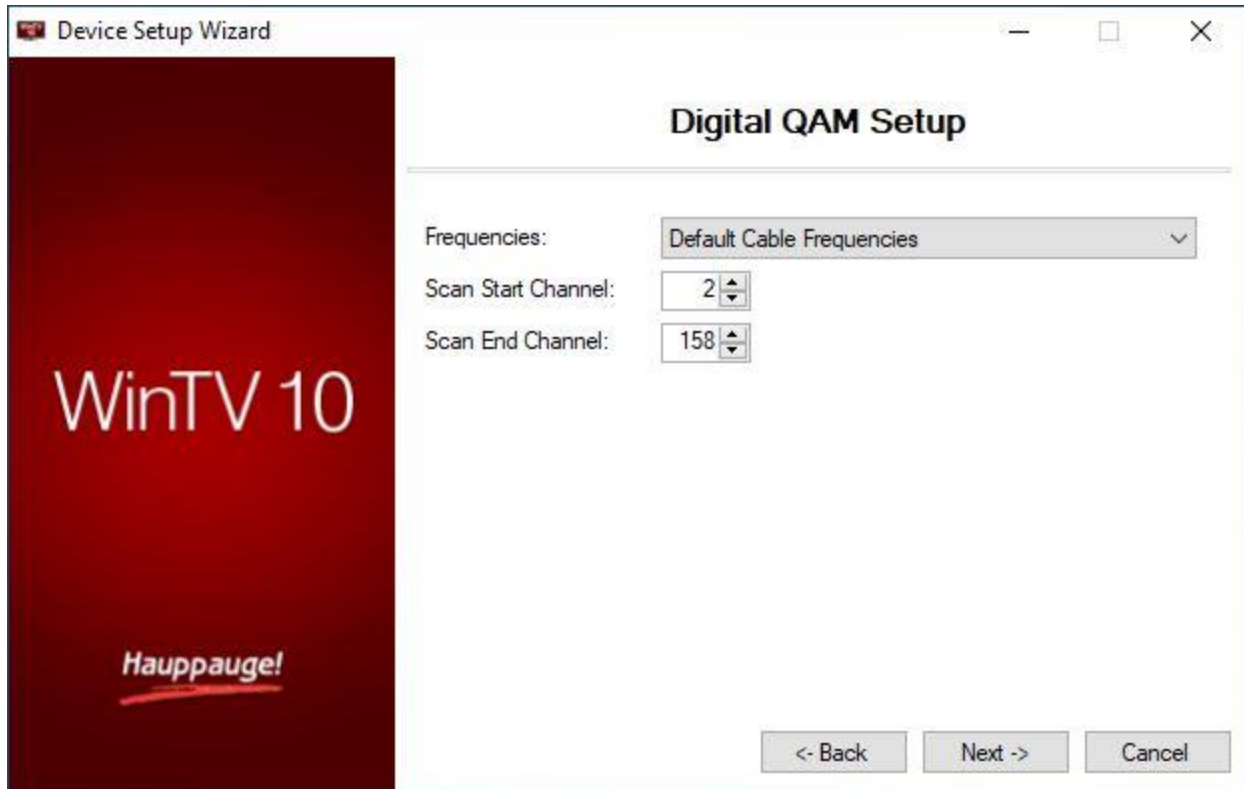 Device Setup Wizard
Digital QAM Setup
Frequencies:
Default Cable Frequencies
Scan Start Channel:
2
Scan End Channel:
158
WinTV 10
Hauppauge!
<- Back
Next ->
Cancel